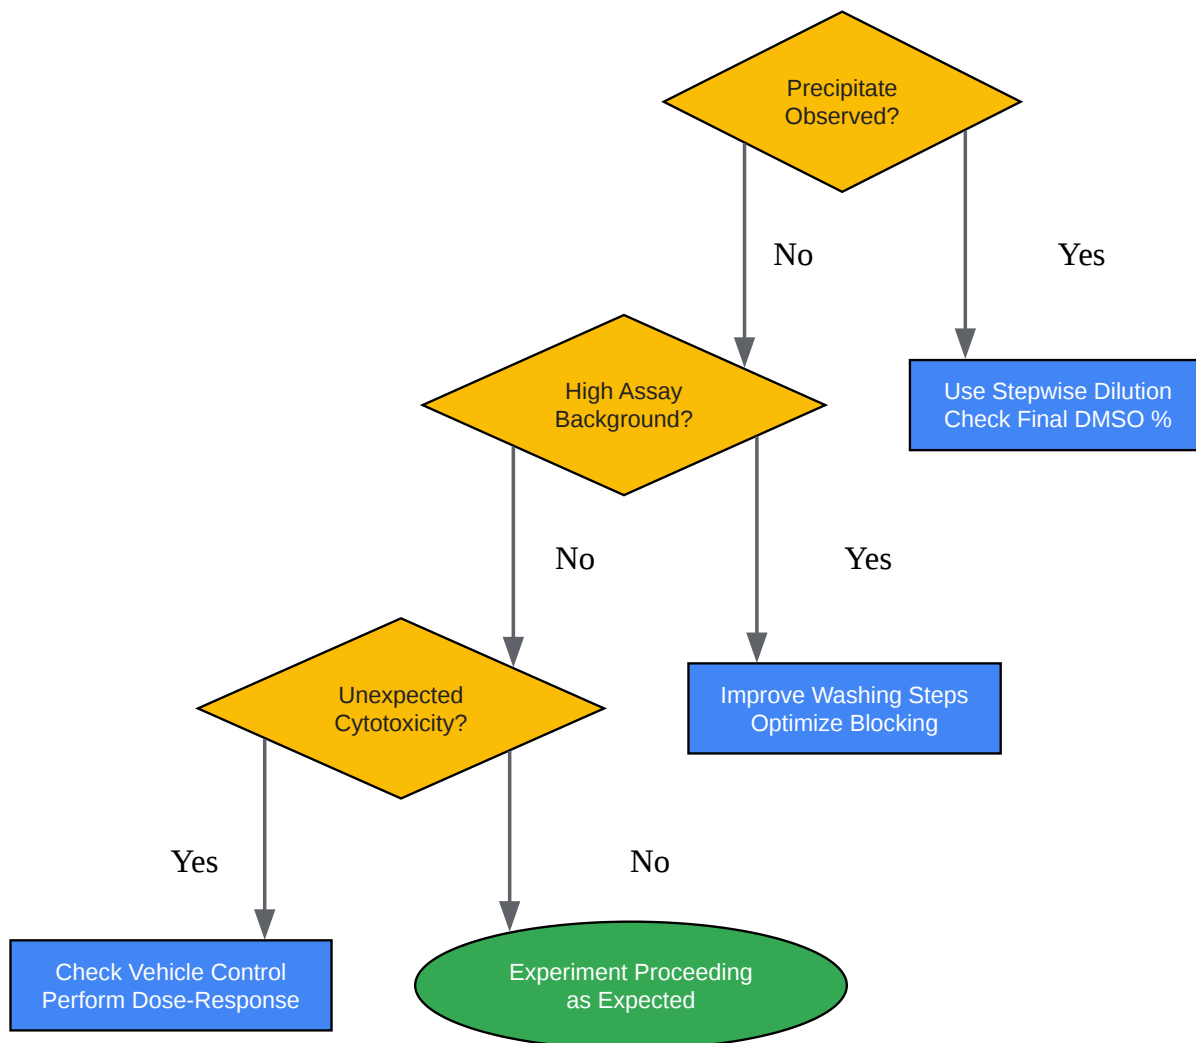 Precipitate
Observed?
No
Yes
High Assay
Background?
Use Stepwise Dilution
Check Final DMSO %
No
Yes
Unexpected
Cytotoxicity?
Improve Washing Steps
Optimize Blocking
Yes
No
Check Vehicle Control
Perform Dose-Response
Experiment Proceeding
as Expected